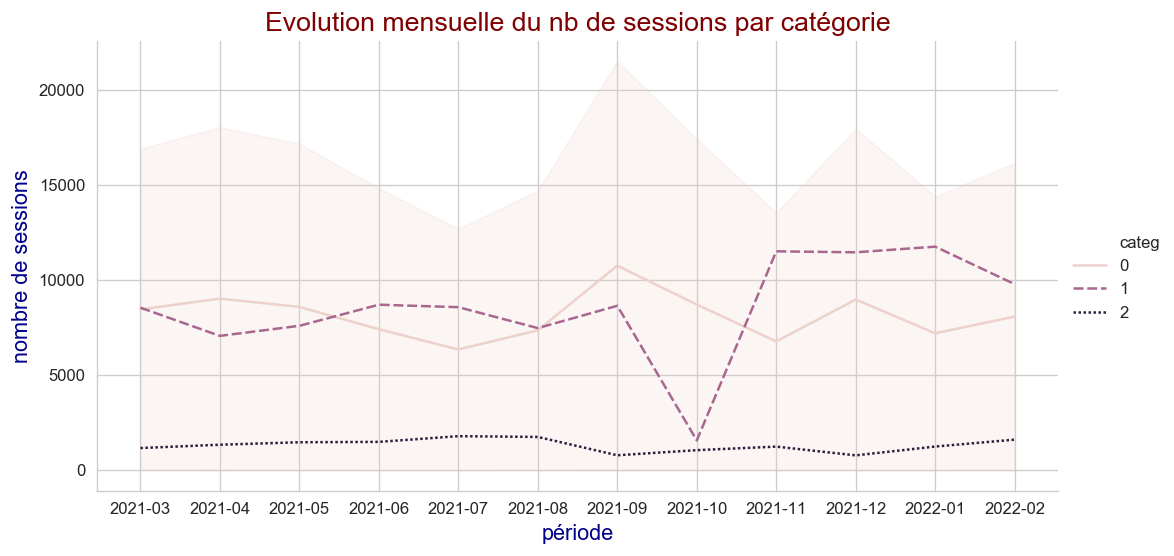 Evolution mensuelle du nb de sessions par catégorie
20000
15000
10000
5000
0
nombre de sessions
2021-03 2021-04 2021-05 2021-06 2021-07 2021-08 2021-09 2021-10 2021-11 2021-12 2022-01 2022-02
période
categ
0
1
2